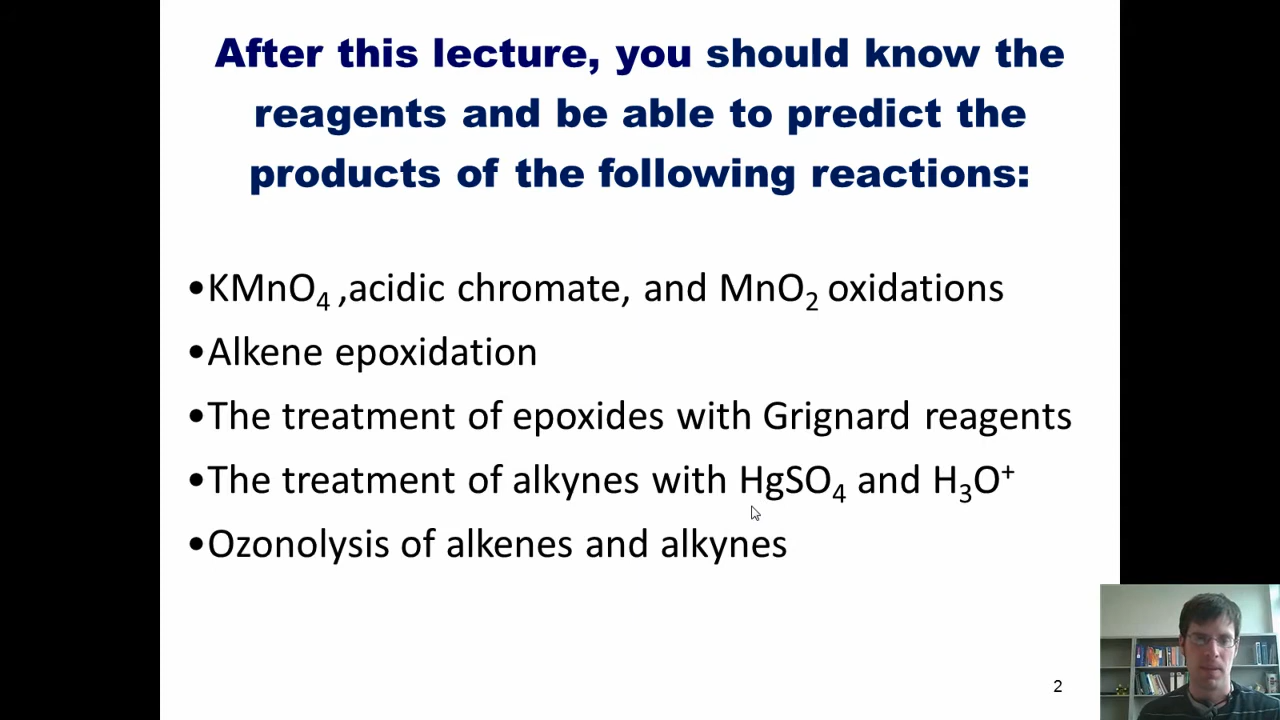 After this lecture, you should know the
reagents and be able to predict the
products of the following reactions:
•KMnO₄ ,acidic chromate, and MnO₂ oxidations
•Alkene epoxidation
•The treatment of epoxides with Grignard reagents
•The treatment of alkynes with HgSO₄ and H₃O⁺
•Ozonolysis of alkenes and alkynes
2